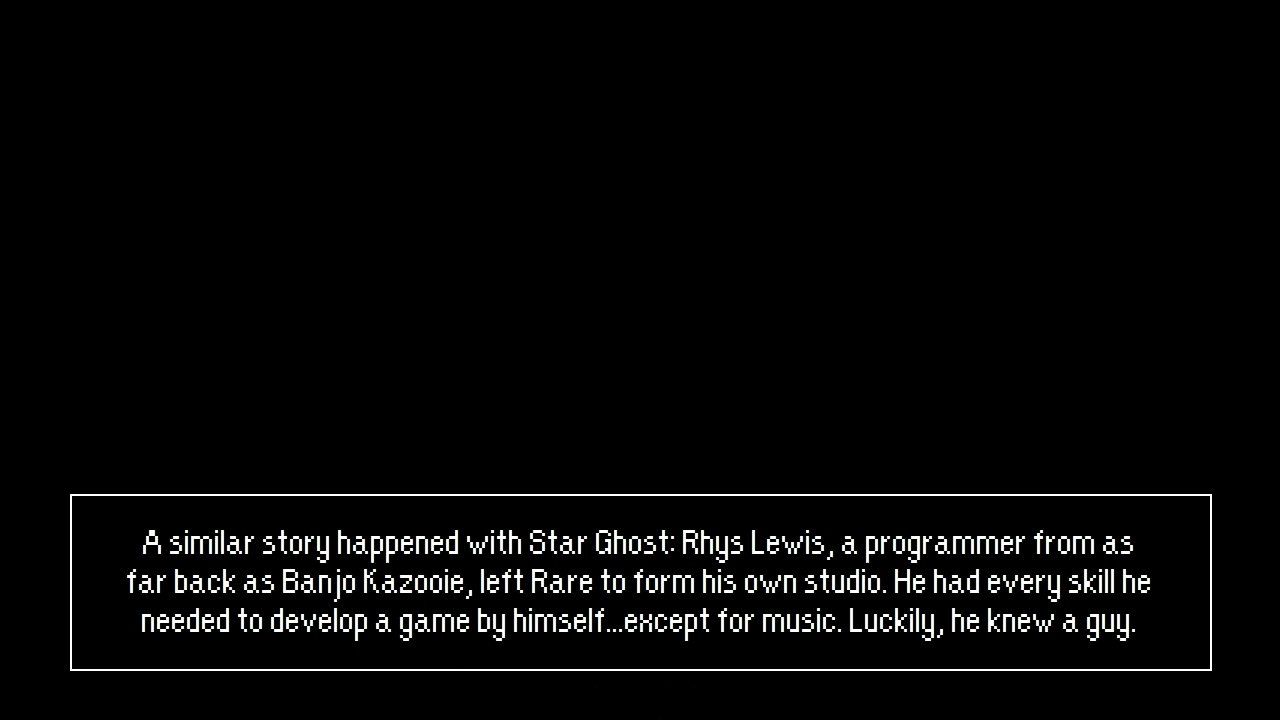 A similar story happened with Star Ghost: Rhys Lewis, a programmer from as
far back as Banjo Kazooie, left Rare to form his own studio. He had every skill he
needed to develop a game by himself...except for music. Luckily, he knew a guy.